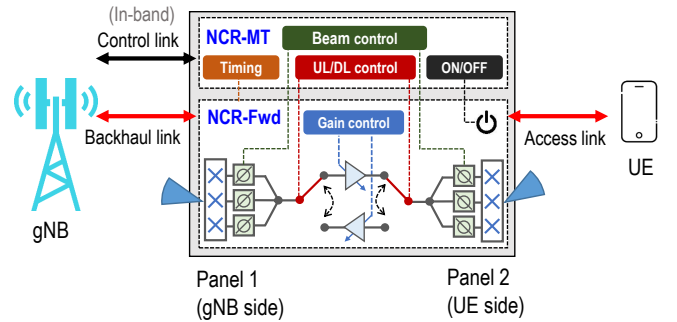 (In-band)
Control link
NCR-MT
Beam control
Timing
UL/DL control
ON/OFF
Backhaul link
NCR-Fwd
Gain control
Access link
gNB
UE
Panel 1
(gNB side)
Panel 2
(UE side)